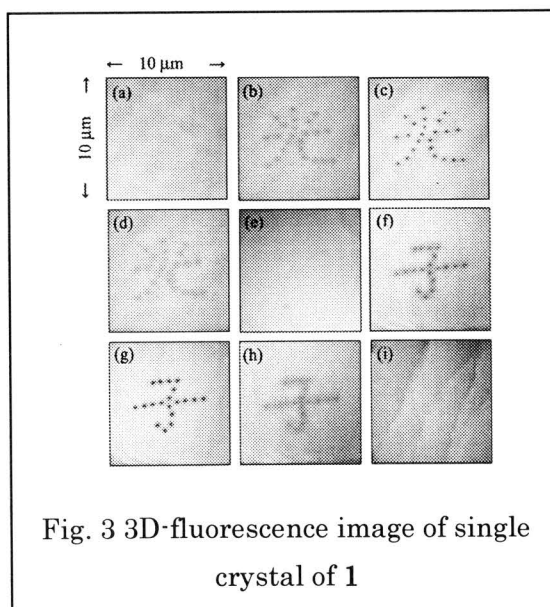 ← 10 µm →
← 10 µm →
(a) (b) (c)
光 光
(d) (e) (f)
光 子
(g) (h) (i)
子 子
Fig. 3 3D-fluorescence image of single
crystal of 1